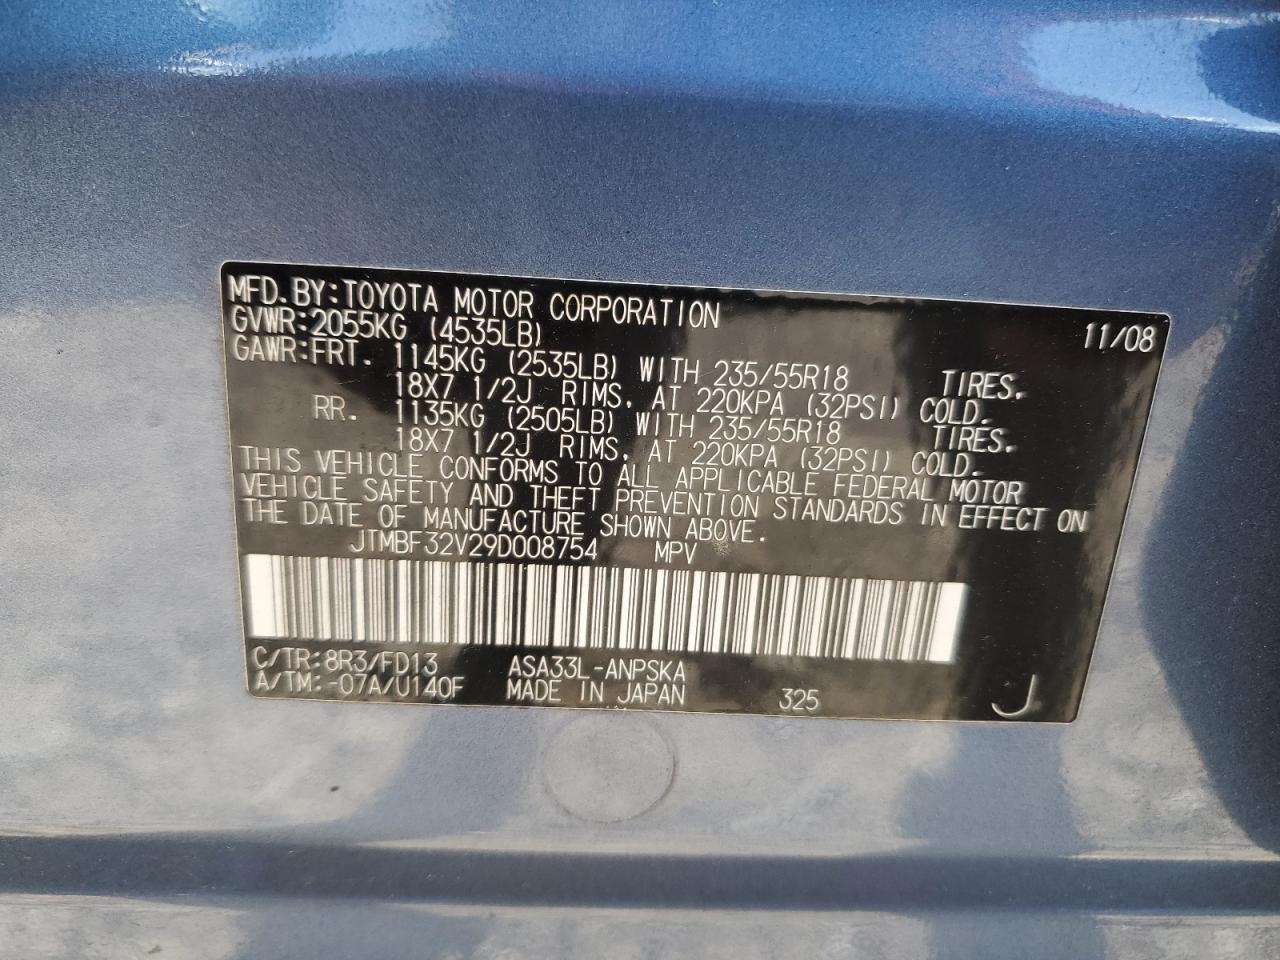 MFD. BY: TOYOTA MOTOR CORPORATION 11/08
GVWR: 2055KG (4535LB)
GAWR: FRT. 1145KG (2535LB) WITH 235/55R18 TIRES,
18X7 1/2J RIMS, AT 220KPA (32PSI) COLD.
RR. 1135KG (2505LB) WITH 235/55R18 TIRES,
18X7 1/2J RIMS, AT 220KPA (32PSI) COLD.
THIS VEHICLE CONFORMS TO ALL APPLICABLE FEDERAL MOTOR
VEHICLE SAFETY AND THEFT PREVENTION STANDARDS IN EFFECT ON
THE DATE OF MANUFACTURE SHOWN ABOVE.
JTMBF32V29D008754 MPV
C/TR: 8R3/FD13 ASA33L-ANPSKA
A/TM: -07A/U140F MADE IN JAPAN 325 J